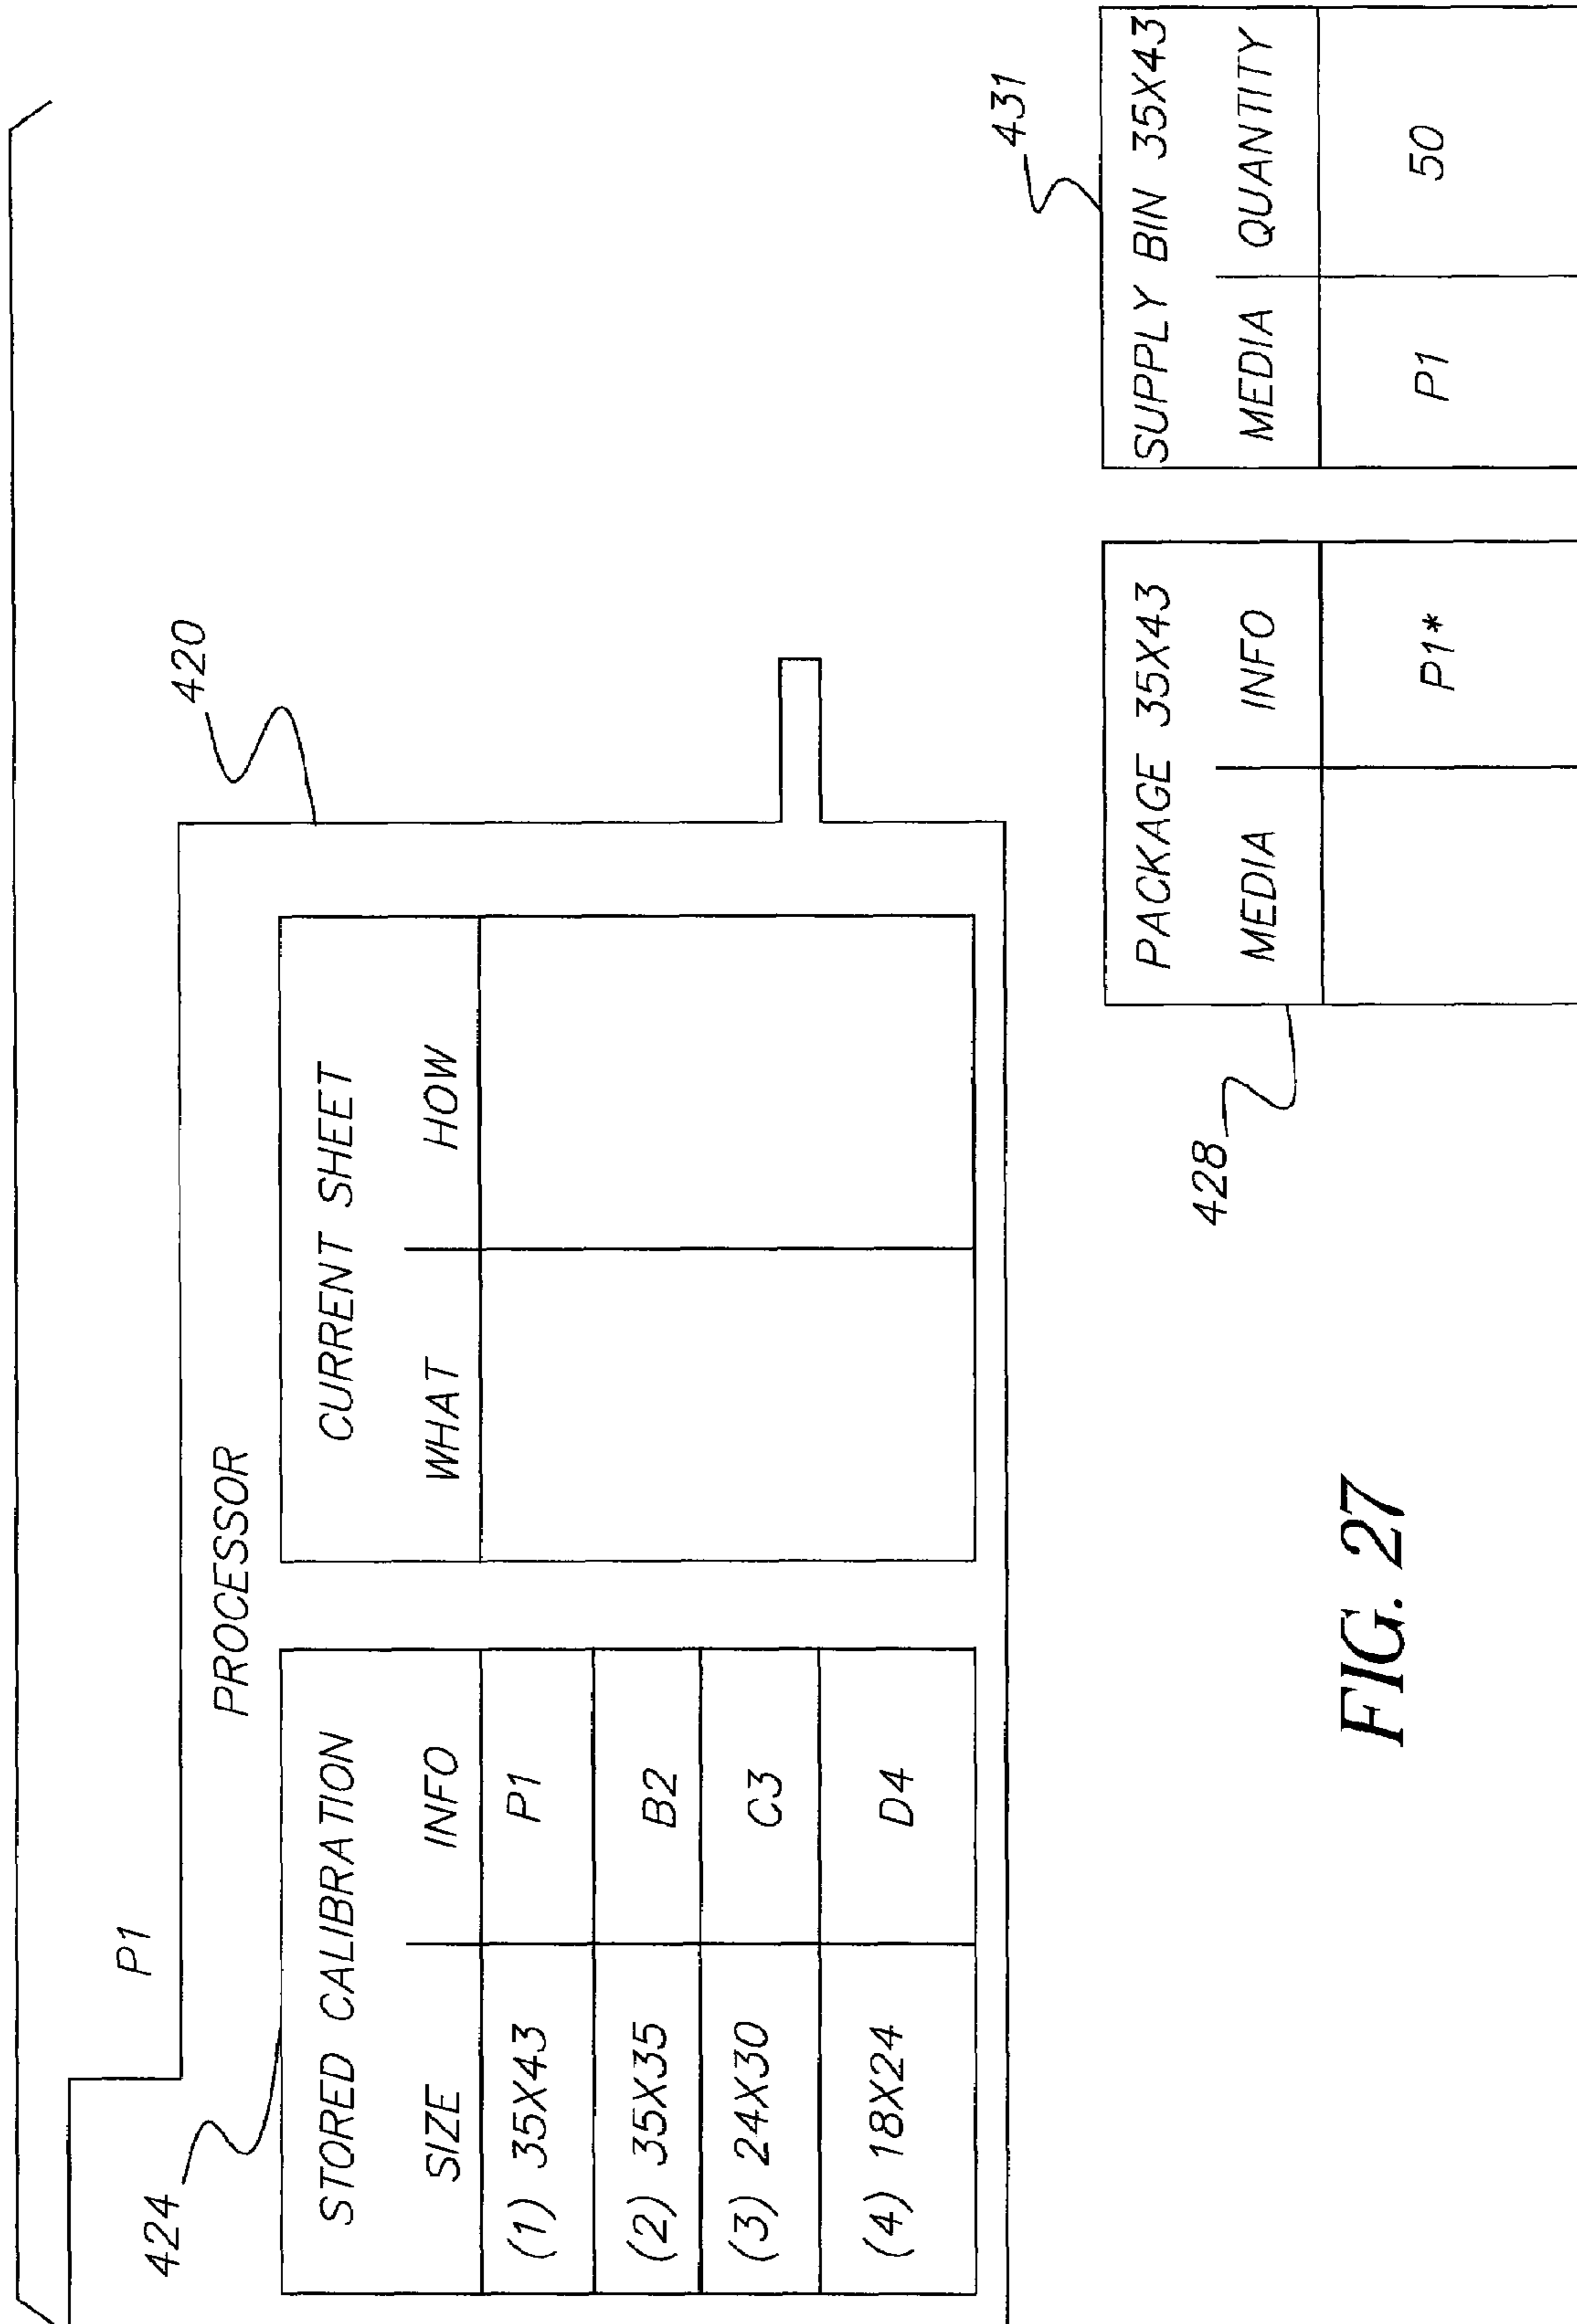 P1
420
PROCESSOR
424
STORED CALIBRATION
SIZE INFO
(1) 35X43 P1
(2) 35X35 B2
(3) 24X30 C3
(4) 18X24 D4
CURRENT SHEET
WHAT HOW
428
PACKAGE 35X43
MEDIA INFO
P1*
431
SUPPLY BIN 35X43
MEDIA QUANTITY
P1 50
FIG. 27